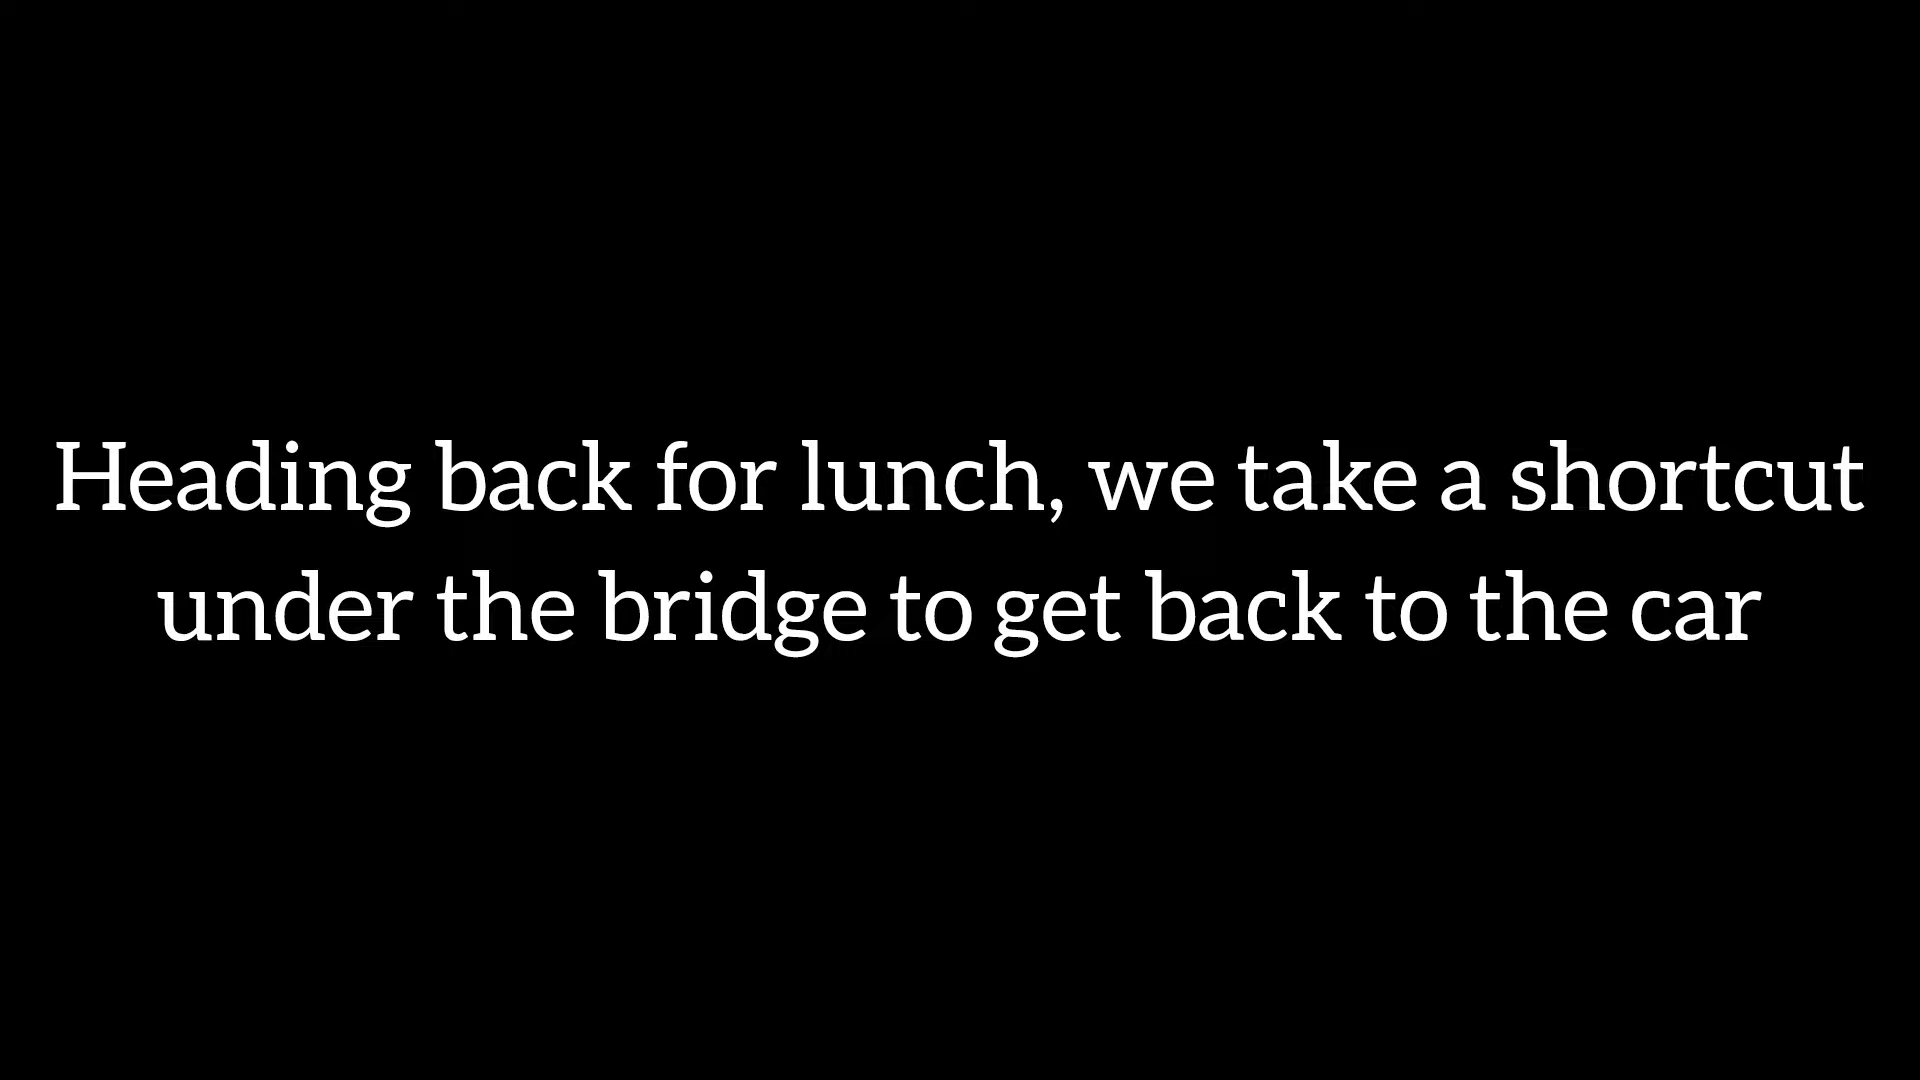 Heading back for lunch, we take a shortcut
under the bridge to get back to the car